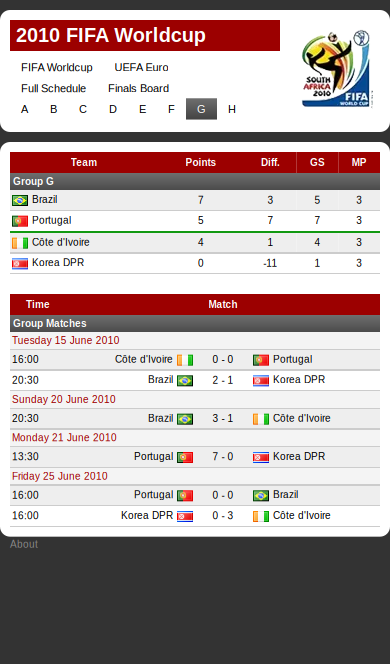 2010 FIFA Worldcup
SOUTH AFRICA 2010
FIFA
WORLD CUP
FIFA Worldcup UEFA Euro
Full Schedule Finals Board
A B C D E F G H
Team Points Diff. GS MP
Group G
Brazil 7 3 5 3
Portugal 5 7 7 3
Côte d'Ivoire 4 1 4 3
Korea DPR 0 -11 1 3
Time Match
Group Matches
Tuesday 15 June 2010
16:00 Côte d'Ivoire 0 - 0 Portugal
20:30 Brazil 2 - 1 Korea DPR
Sunday 20 June 2010
20:30 Brazil 3 - 1 Côte d'Ivoire
Monday 21 June 2010
13:30 Portugal 7 - 0 Korea DPR
Friday 25 June 2010
16:00 Portugal 0 - 0 Brazil
16:00 Korea DPR 0 - 3 Côte d'Ivoire
About